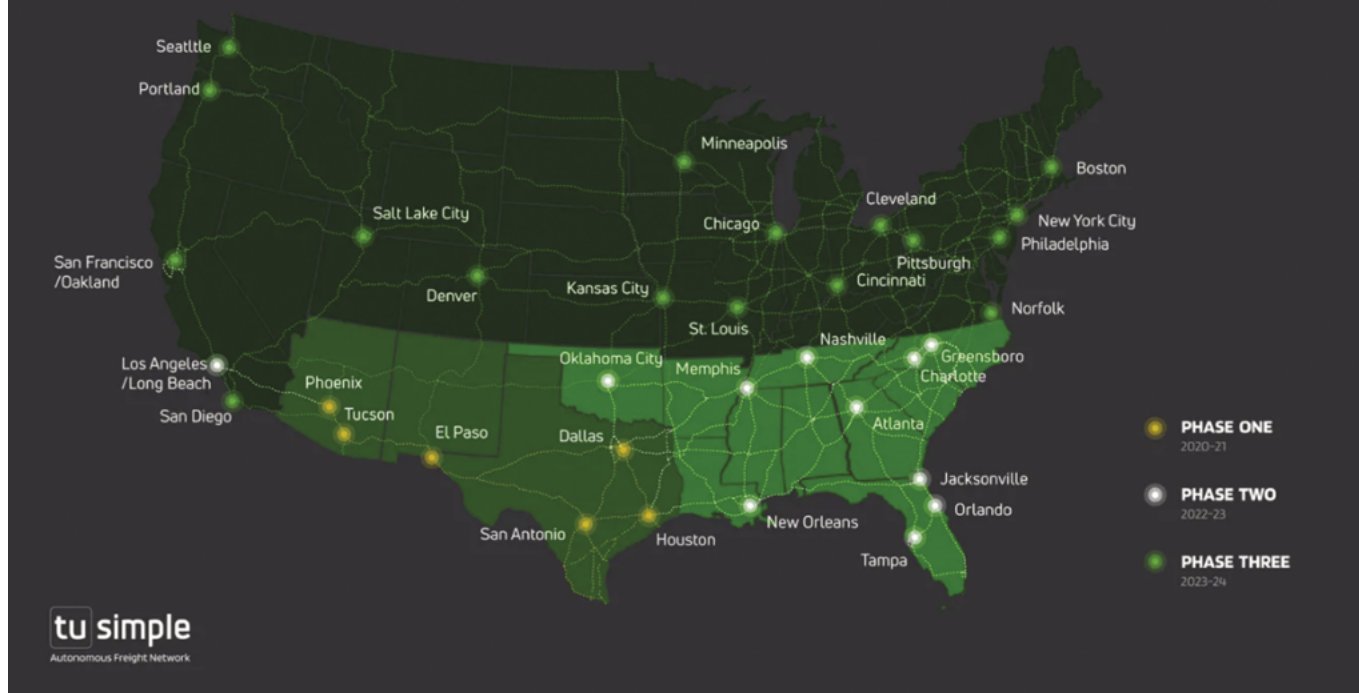 Seatltle
Portland
Minneapolis
Boston
Cleveland
Salt Lake City
Chicago
New York City
Philadelphia
San Francisco
/Oakland
Pittsburgh
Denver
Kansas City
Cincinnati
Norfolk
St. Louis
Nashville
Los Angeles
/Long Beach
Oklahoma City
Memphis
Greensboro
Charlotte
Phoenix
San Diego
Tucson
El Paso
Dallas
Atlanta
PHASE ONE
2020-21
Jacksonville
PHASE TWO
2022-23
Orlando
New Orleans
San Antonio
Houston
Tampa
PHASE THREE
2023-24
tu simple
Autonomous Freight Network